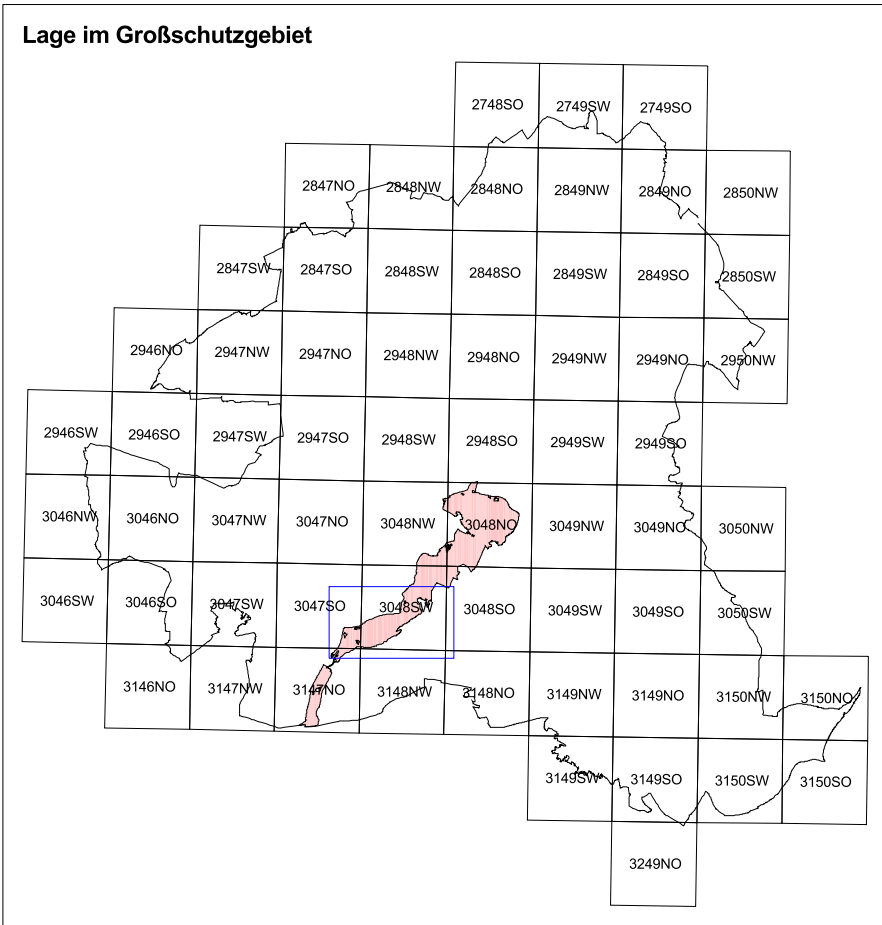 Lage im Großschutzgebiet
2748SO 2749SW 2749SO
2847NO 2848NW 2848NO 2849NW 2849NO 2850NW
2847SW 2847SO 2848SW 2848SO 2849SW 2849SO 2850SW
2946NO 2947NW 2947NO 2948NW 2948NO 2949NW 2949NO 2950NW
2946SW 2946SO 2947SW 2947SO 2948SW 2948SO 2949SW 2949SO
3046NW 3046NO 3047NW 3047NO 3048NW 3048NO 3049NW 3049NO 3050NW
3046SW 3046SO 3047SW 3047SO 3048SW 3048SO 3049SW 3049SO 3050SW
3146NO 3147NW 3147NO 3148NW 3148NO 3149NW 3149NO 3150NW 3150NO
3149SW 3149SO 3150SW 3150SO
3249NO